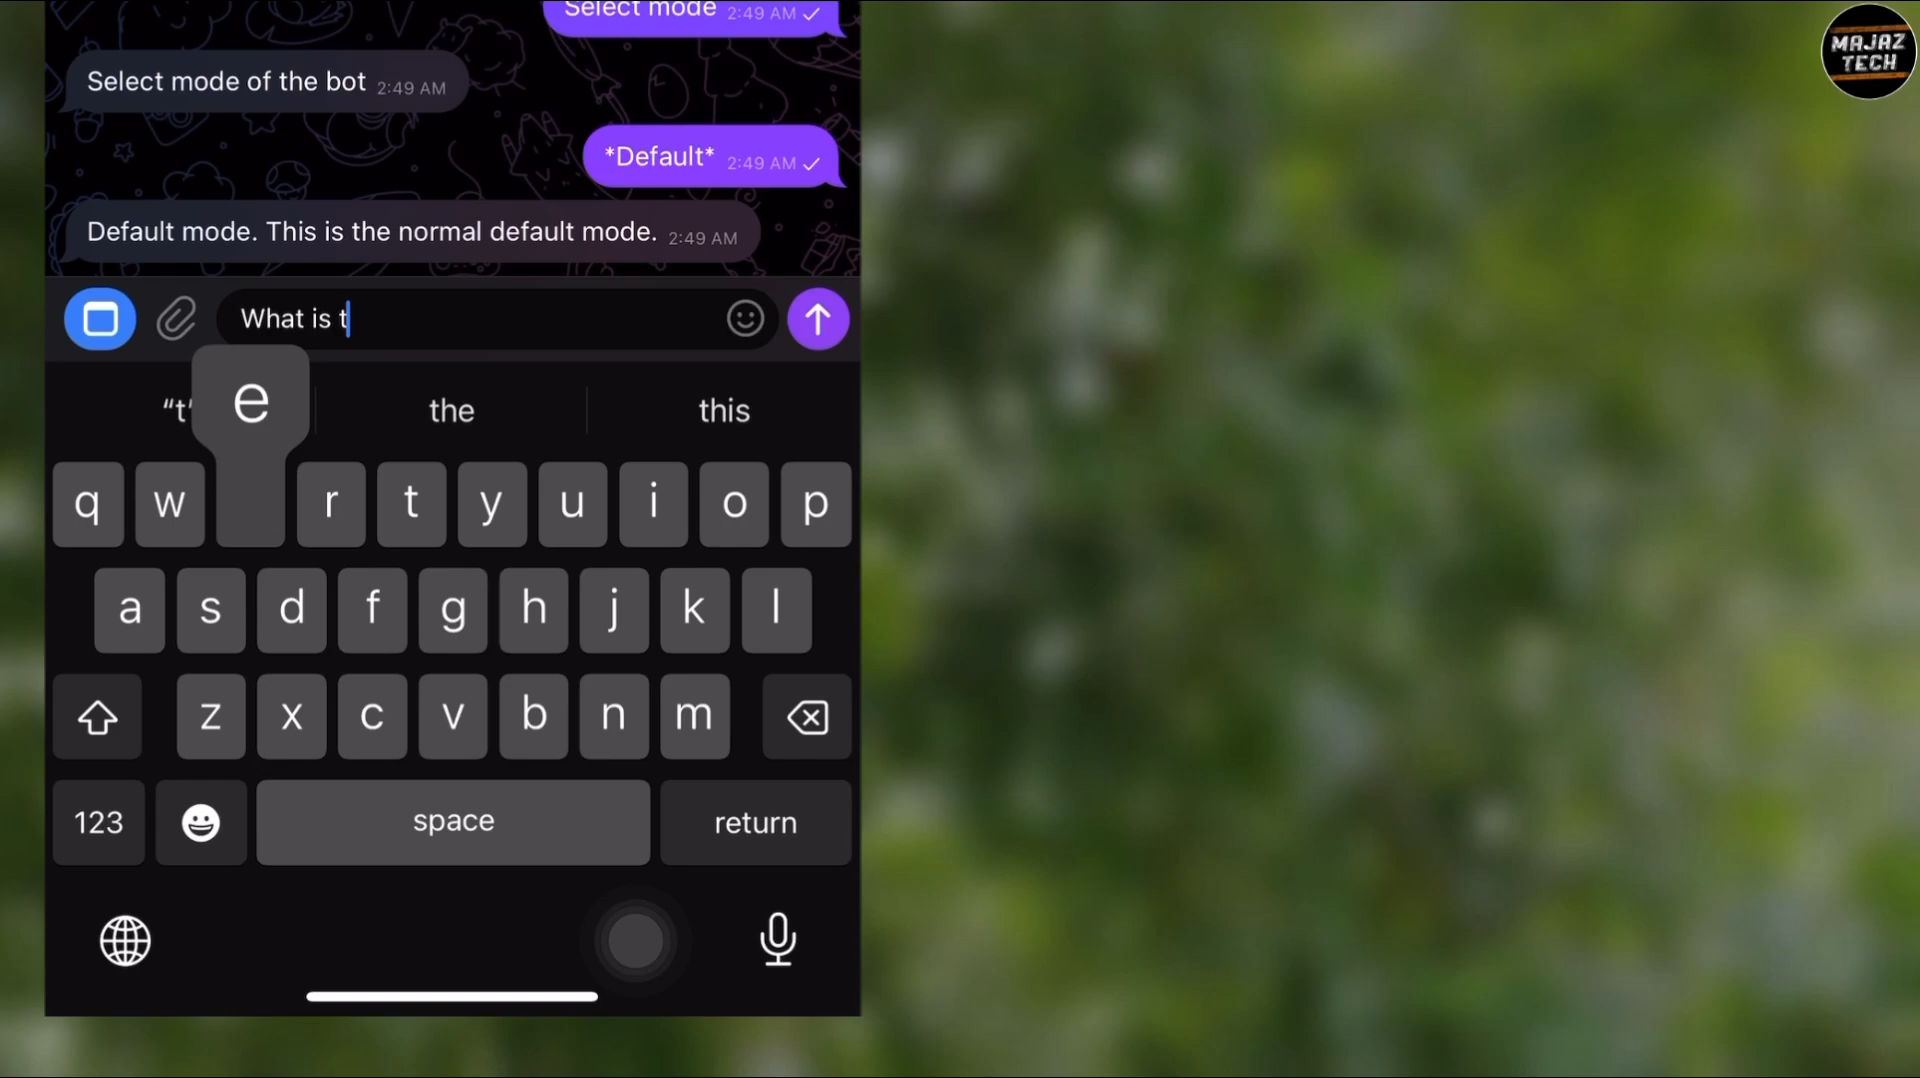 Select mode 2:49 AM
Select mode of the bot 2:49 AM
*Default* 2:49 AM
Default mode. This is the normal default mode. 2:49 AM
What is t
“t” the this
e
q w r t y u i o p
a s d f g h j k l
z x c v b n m
123 space return
MAJAZ
TECH